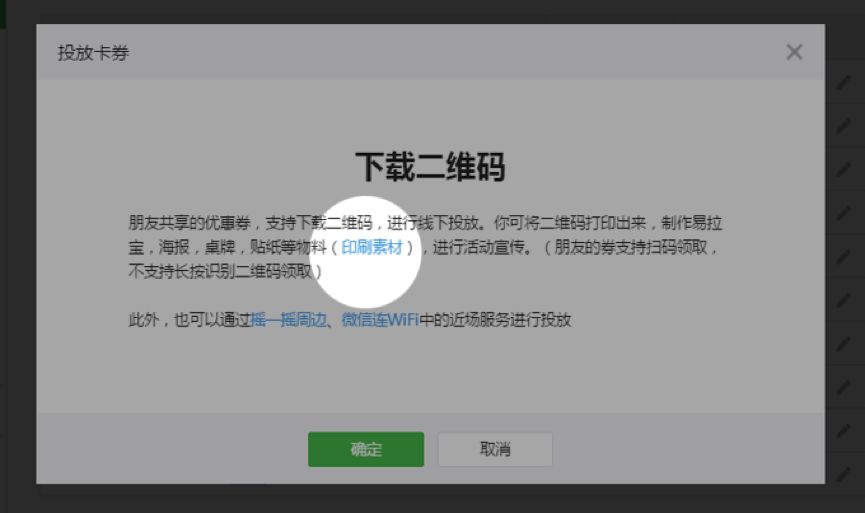 投放卡券
下载二维码
朋友共享的优惠券，支持下载二维码，进行线下投放。你可将二维码打印出来，制作易拉
宝，海报，桌牌，贴纸等物料（印刷素材），进行活动宣传。（朋友的券支持扫码领取，
不支持长按识别二维码领取）
此外，也可以通过摇一摇周边、微信连WiFi中的近场服务进行投放
确定
取消